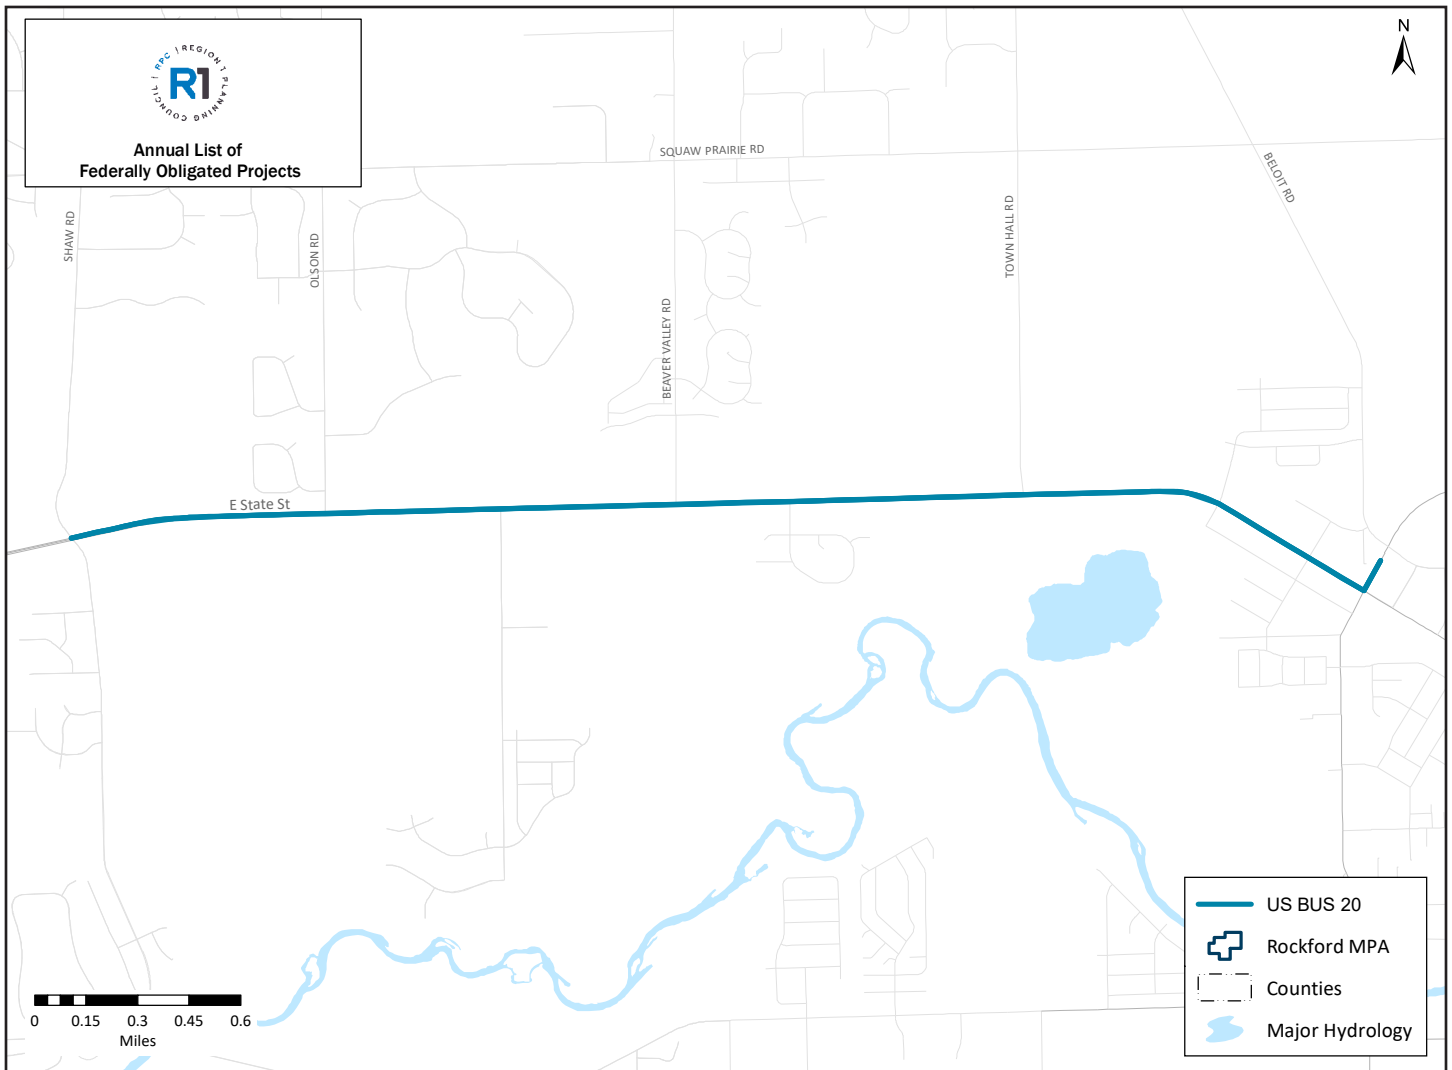 RPC | REGION 1 PLANNING COUNCIL |
R1
Annual List of
Federally Obligated Projects
N
SQUAW PRAIRIE RD
BELOIT RD
SHAW RD
OLSON RD
TOWN HALL RD
BEAVER VALLEY RD
E State St
US BUS 20
Rockford MPA
Counties
Major Hydrology
0 0.15 0.3 0.45 0.6
Miles